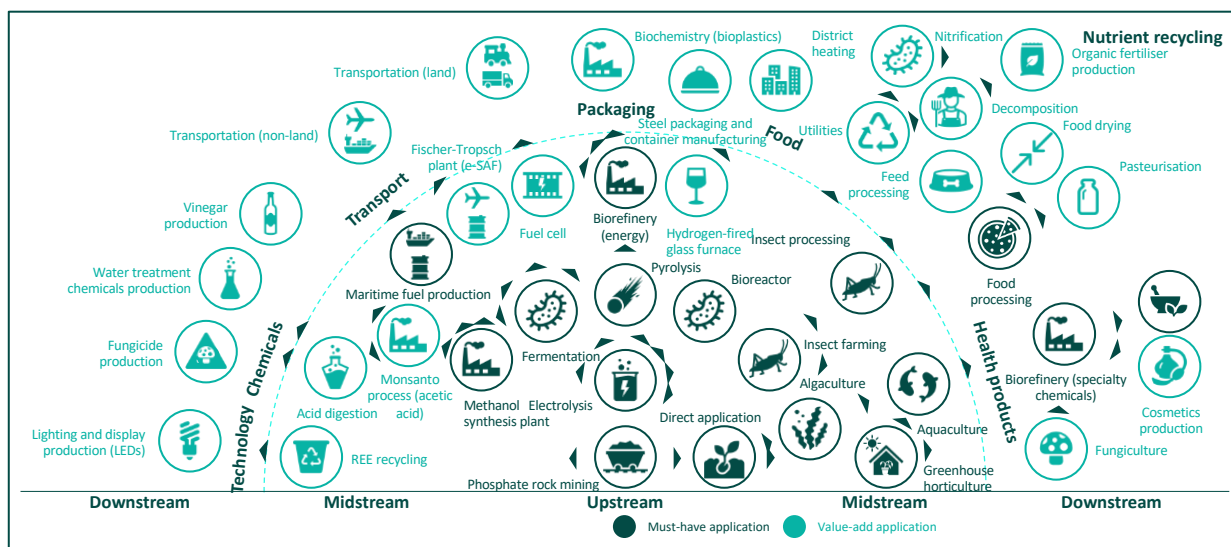 Nutrient recycling
Biochemistry (bioplastics)
District
heating
Nitrification
Organic fertiliser
production
Transportation (land)
Packaging
Decomposition
Transportation (non-land)
Steel packaging and
container manufacturing
Food
Utilities
Food drying
Fischer-Tropsch
plant (e-SAF)
Feed
processing
Pasteurisation
Transport
Vinegar
production
Fuel cell
Biorefinery
(energy)
Hydrogen-fired
glass furnace
Insect processing
Water treatment
chemicals production
Pyrolysis
Bioreactor
Food
processing
Maritime fuel production
Fungicide
production
Chemicals
Fermentation
Insect farming
Health products
Monsanto
process (acetic
acid)
Acid digestion
Methanol
synthesis plant
Electrolysis
Algaculture
Direct application
Biorefinery (specialty
chemicals)
Cosmetics
production
Lighting and display
production (LEDs)
Technology
REE recycling
Aquaculture
Fungiculture
Phosphate rock mining
Greenhouse
horticulture
Downstream
Midstream
Upstream
Midstream
Downstream
Must-have application
Value-add application